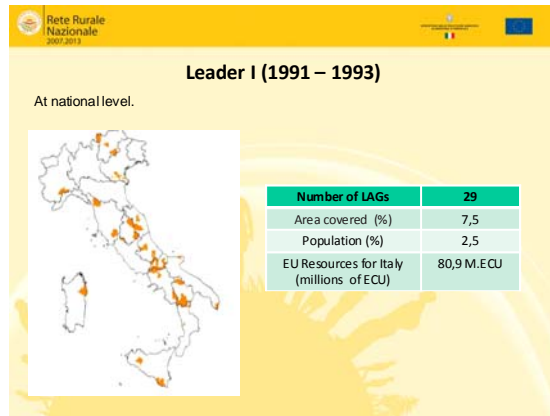 Rete Rurale
Nazionale
2007.2013
Leader I (1991 – 1993)
At national level.
Number of LAGs 29
Area covered (%) 7,5
Population (%) 2,5
EU Resources for Italy 80,9 M.ECU
(millions of ECU)